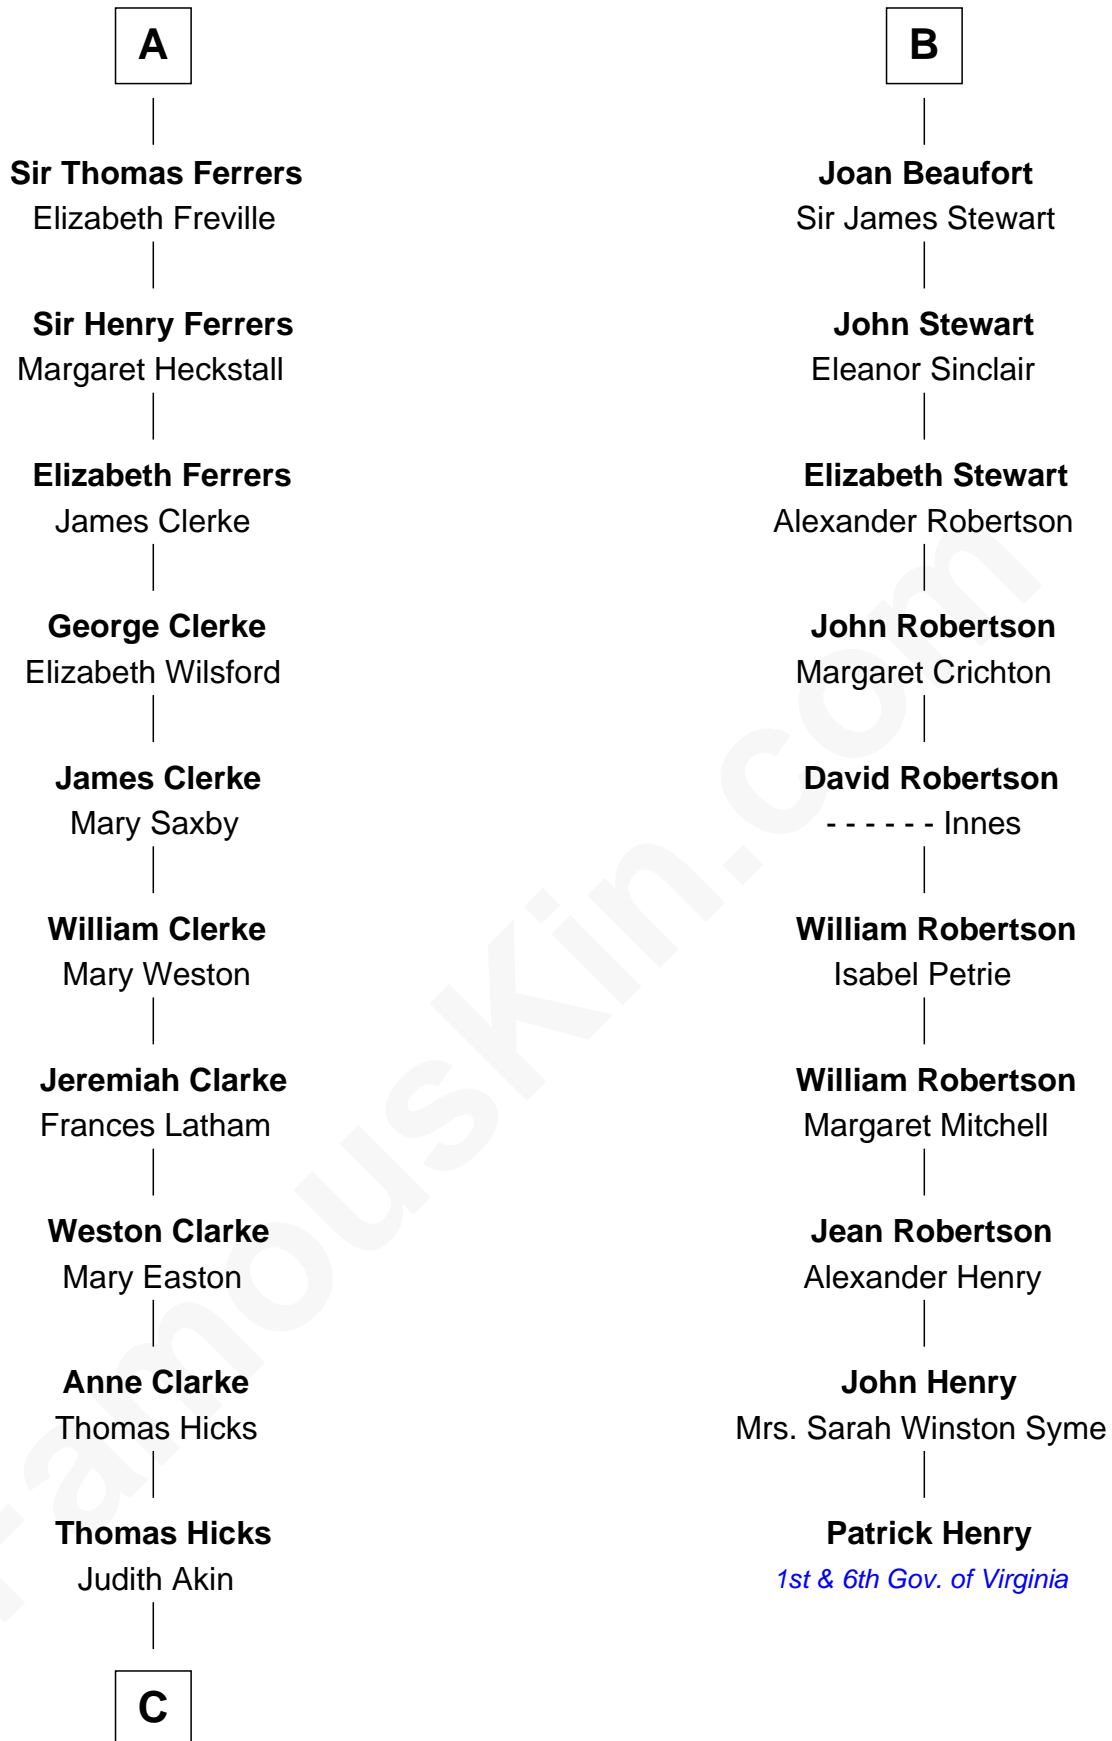 A
Sir Thomas Ferrers
Elizabeth Freville
Sir Henry Ferrers
Margaret Heckstall
Elizabeth Ferrers
James Clerke
George Clerke
Elizabeth Wilsford
James Clerke
Mary Saxby
William Clerke
Mary Weston
Jeremiah Clarke
Frances Latham
Weston Clarke
Mary Easton
Anne Clarke
Thomas Hicks
Thomas Hicks
Judith Akin
C
B
Joan Beaufort
Sir James Stewart
John Stewart
Eleanor Sinclair
Elizabeth Stewart
Alexander Robertson
John Robertson
Margaret Crichton
David Robertson
- - - - - - Innes
William Robertson
Isabel Petrie
William Robertson
Margaret Mitchell
Jean Robertson
Alexander Henry
John Henry
Mrs. Sarah Winston Syme
Patrick Henry
1st & 6th Gov. of Virginia
FamousKin.com